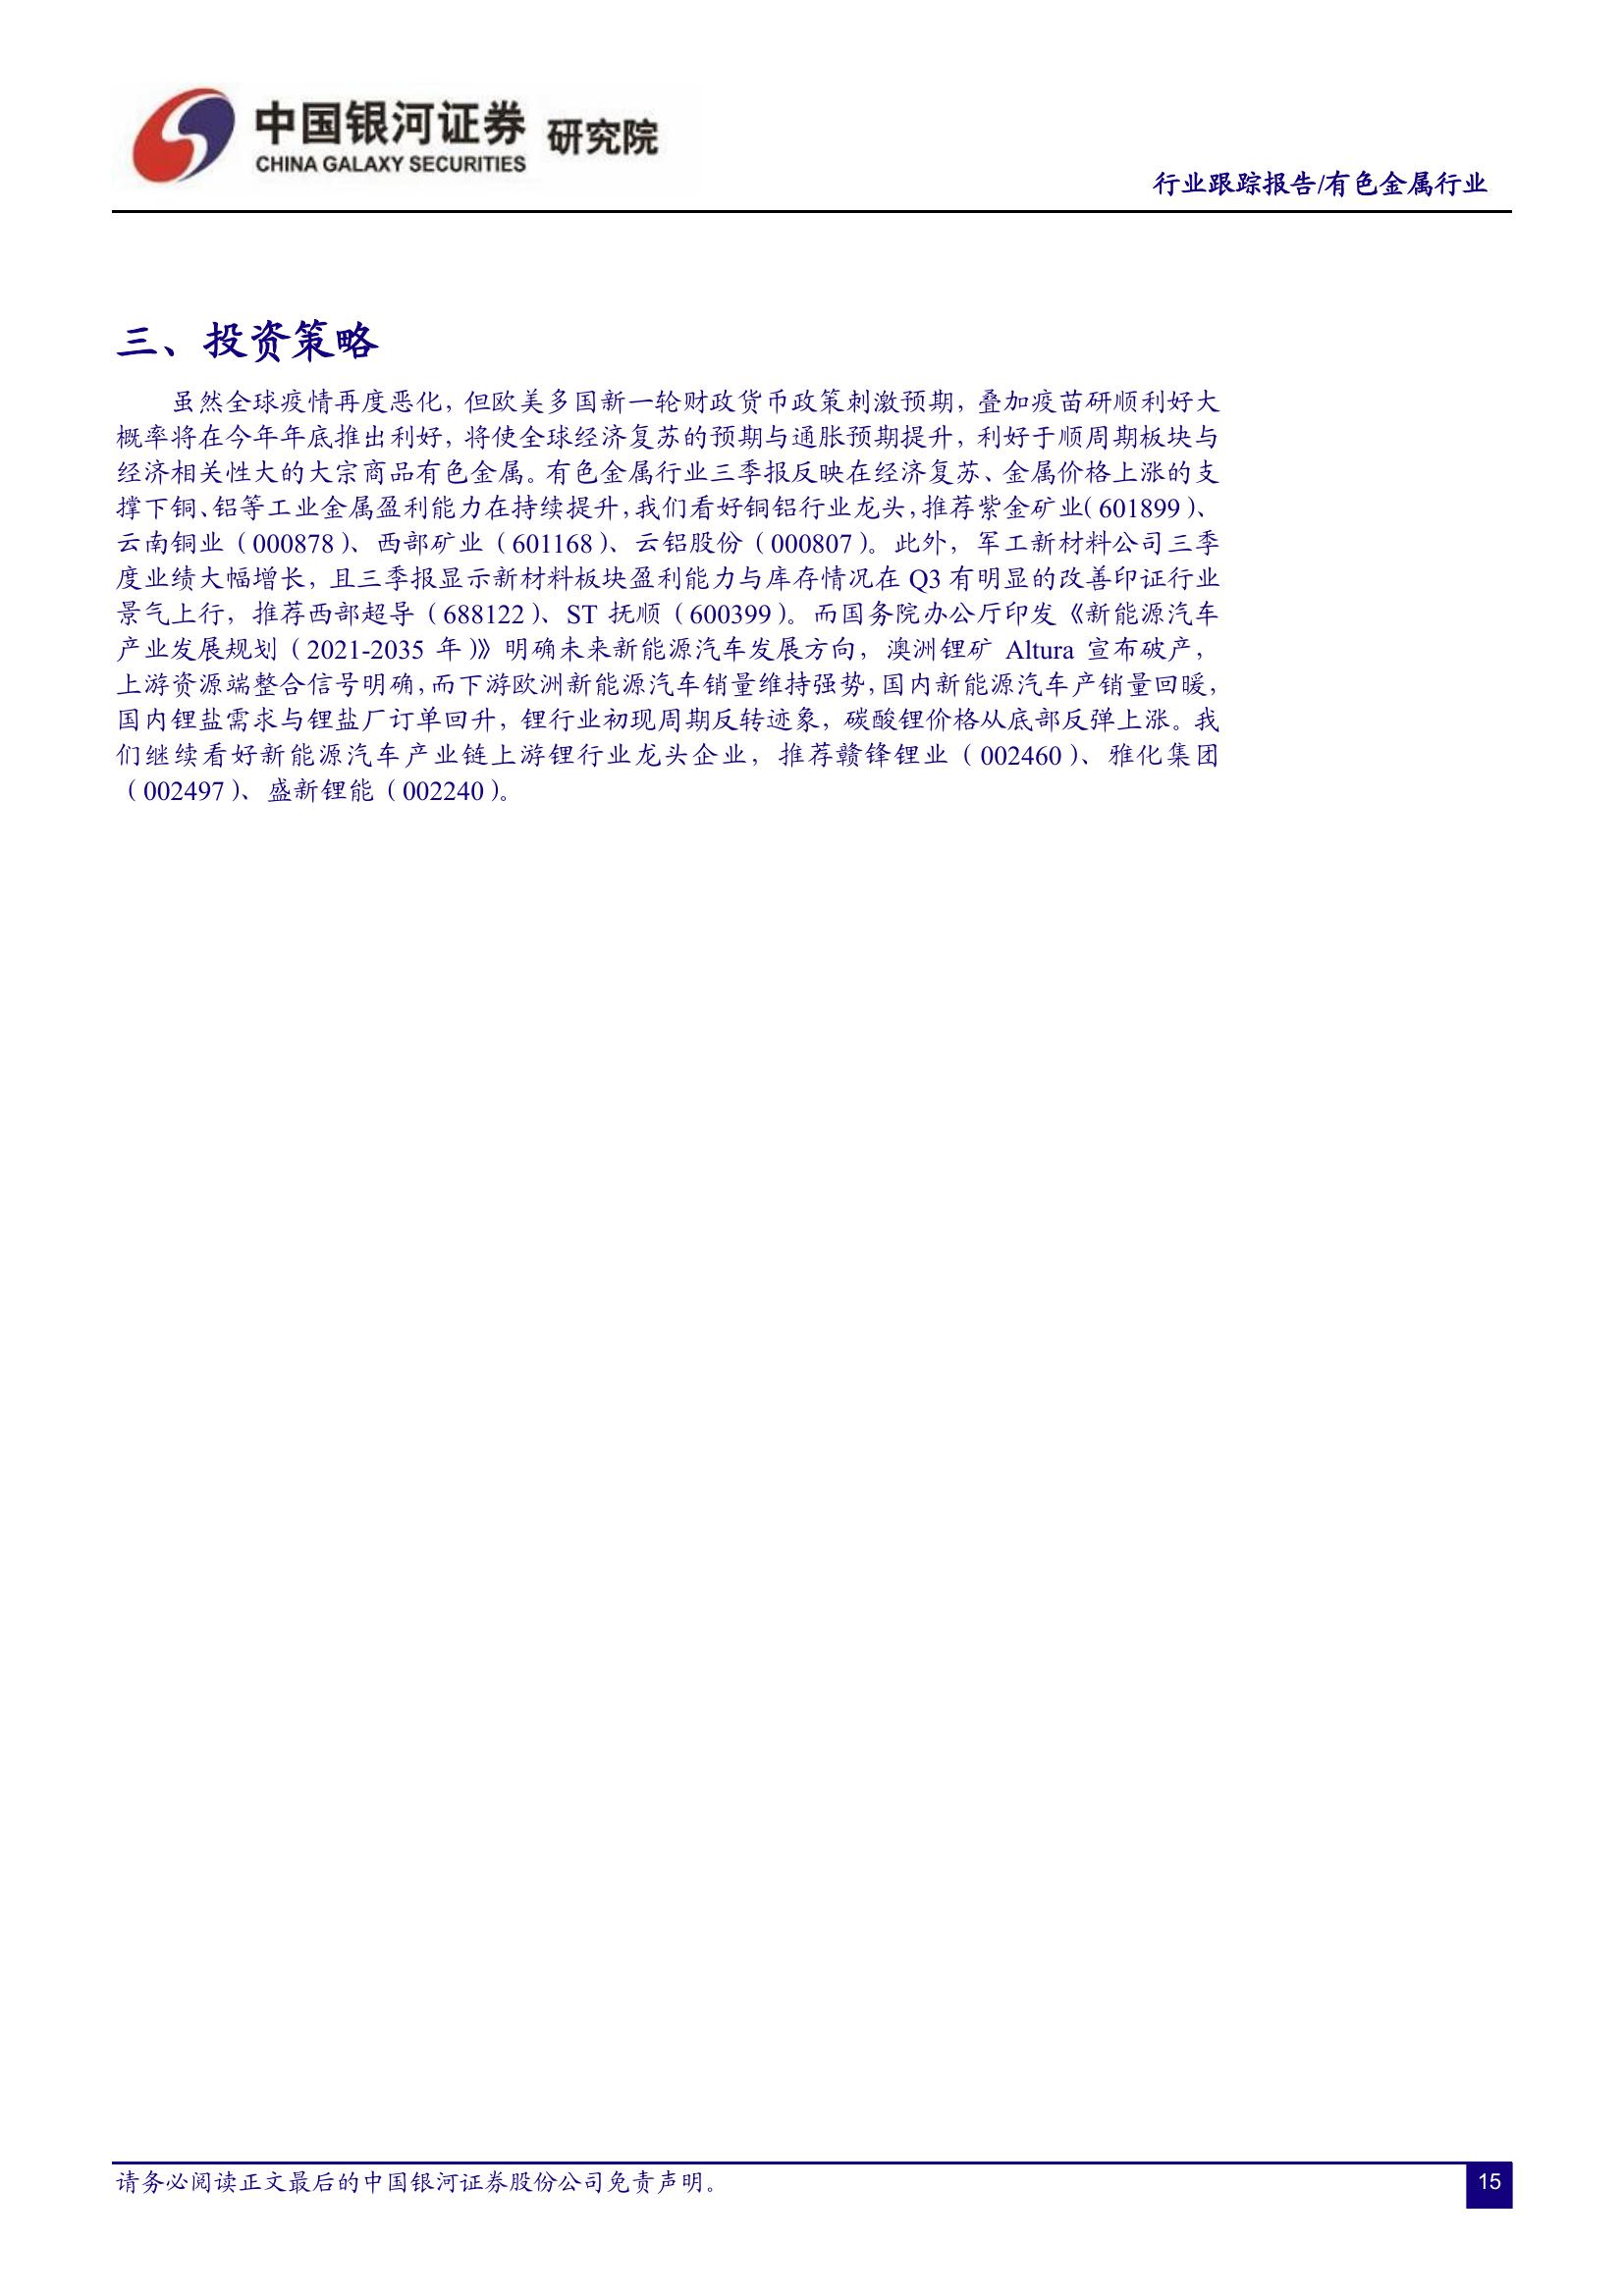 中国银河证券 研究院
CHINA GALAXY SECURITIES
行业跟踪报告/有色金属行业
三、投资策略
虽然全球疫情再度恶化，但欧美多国新一轮财政货币政策刺激预期，叠加疫苗研顺利好大
概率将在今年年底推出利好，将使全球经济复苏的预期与通胀预期提升，利好于顺周期板块与
经济相关性大的大宗商品有色金属。有色金属行业三季报反映在经济复苏、金属价格上涨的支
撑下铜、铝等工业金属盈利能力在持续提升，我们看好铜铝行业龙头，推荐紫金矿业（601899）、
云南铜业（000878）、西部矿业（601168）、云铝股份（000807）。此外，军工新材料公司三季
度业绩大幅增长，且三季报显示新材料板块盈利能力与库存情况在 Q3 有明显的改善印证行业
景气上行，推荐西部超导（688122）、ST 抚顺（600399）。而国务院办公厅印发《新能源汽车
产业发展规划（2021-2035 年）》明确未来新能源汽车发展方向，澳洲锂矿 Altura 宣布破产，
上游资源端整合信号明确，而下游欧洲新能源汽车销量维持强势，国内新能源汽车产销量回暖，
国内锂盐需求与锂盐厂订单回升，锂行业初现周期反转迹象，碳酸锂价格从底部反弹上涨。我
们继续看好新能源汽车产业链上游锂行业龙头企业，推荐赣锋锂业（002460）、雅化集团
（002497）、盛新锂能（002240）。
请务必阅读正文最后的中国银河证券股份公司免责声明。
15